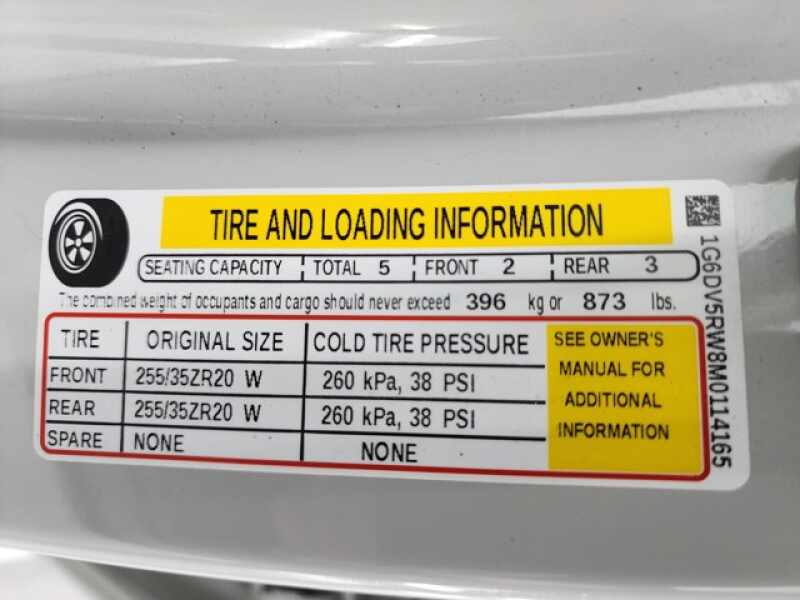 TIRE AND LOADING INFORMATION
SEATING CAPACITY TOTAL 5 FRONT 2 REAR 3
The combined weight of occupants and cargo should never exceed 396 kg or 873 lbs.
TIRE ORIGINAL SIZE COLD TIRE PRESSURE
FRONT 255/35ZR20 W 260 kPa, 38 PSI
REAR 255/35ZR20 W 260 kPa, 38 PSI
SPARE NONE NONE
SEE OWNER'S
MANUAL FOR
ADDITIONAL
INFORMATION
1G6DV5RW8M0114165